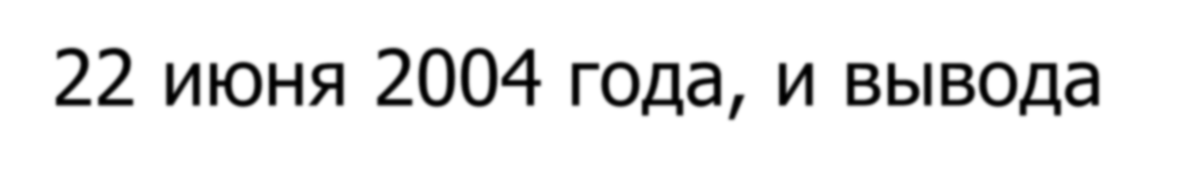 22 июня 2004 года, и вывода